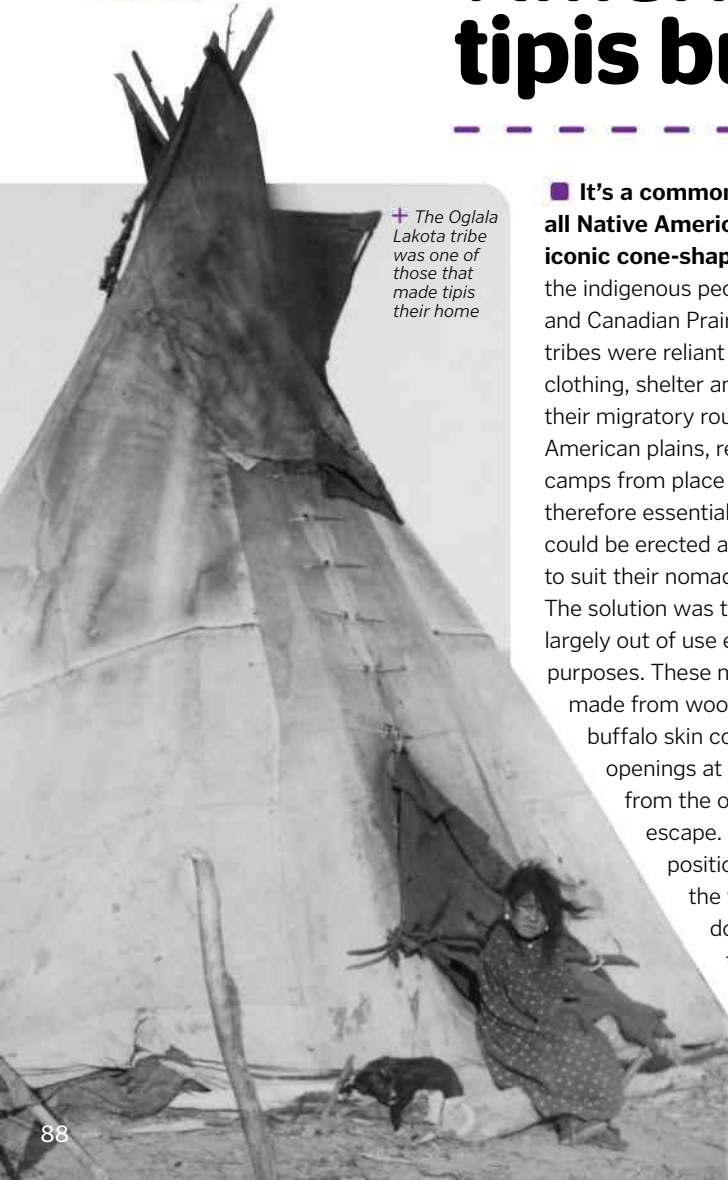 tipis bu
It's a common
all Native Americ
iconic cone-shap
the indigenous peo
and Canadian Prair
tribes were reliant
clothing, shelter an
their migratory rou
American plains, re
camps from place
therefore essential
could be erected a
to suit their nomad
The solution was t
largely out of use e
purposes. These m
made from woo
buffalo skin co
openings at
from the o
escape.
positio
the
do
+ The Oglala
Lakota tribe
was one of
those that
made tipis
their home
88